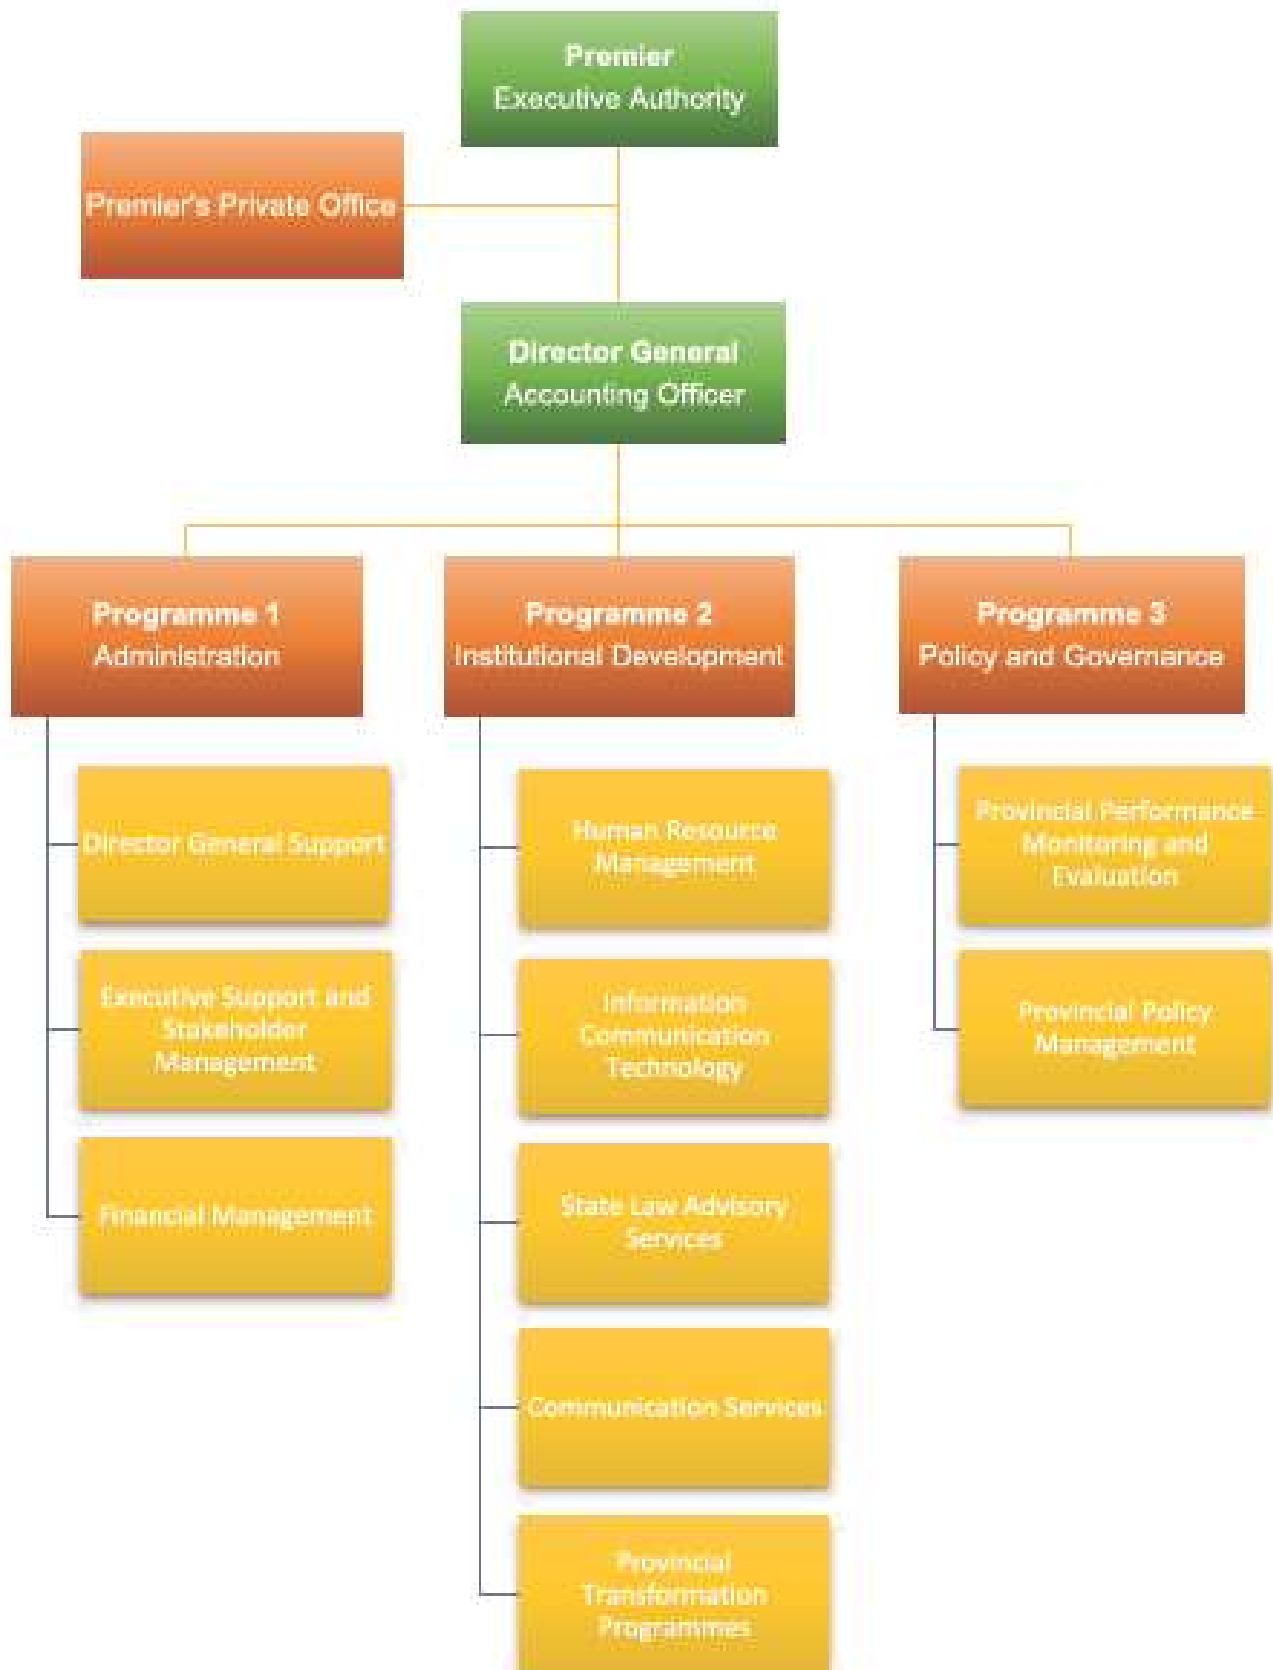 Premier
Executive Authority
Premier's Private Office
Director General
Accounting Officer
Programme 1
Administration
Director General Support
Executive Support and
Stakeholder
Management
Financial Management
Programme 2
Institutional Development
Human Resource
Management
Information
Communication
Technology
State Law Advisory
Services
Communication Services
Provincial
Transformation
Programmes
Programme 3
Policy and Governance
Provincial Performance
Monitoring and
Evaluation
Provincial Policy
Management